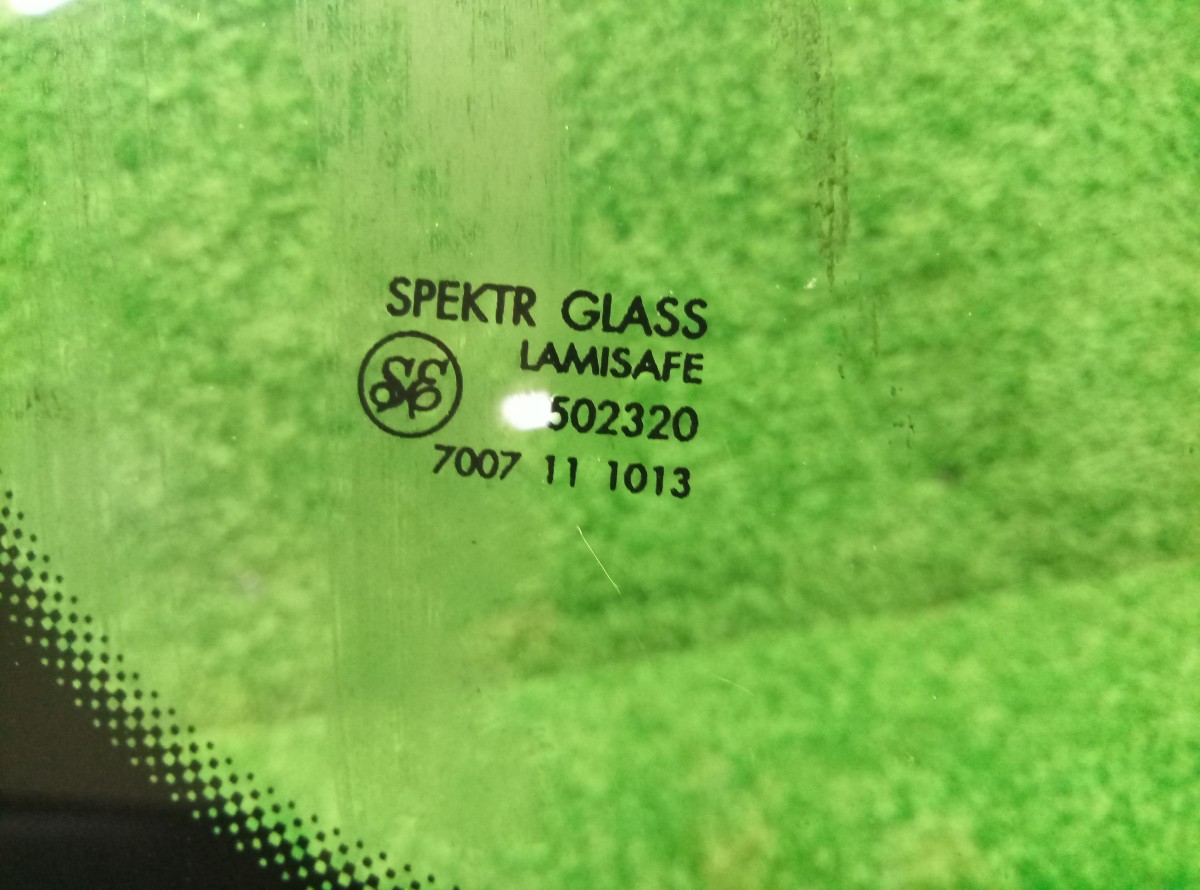 SPEKTR GLASS
LAMISAFE
502320
7007 11 1013